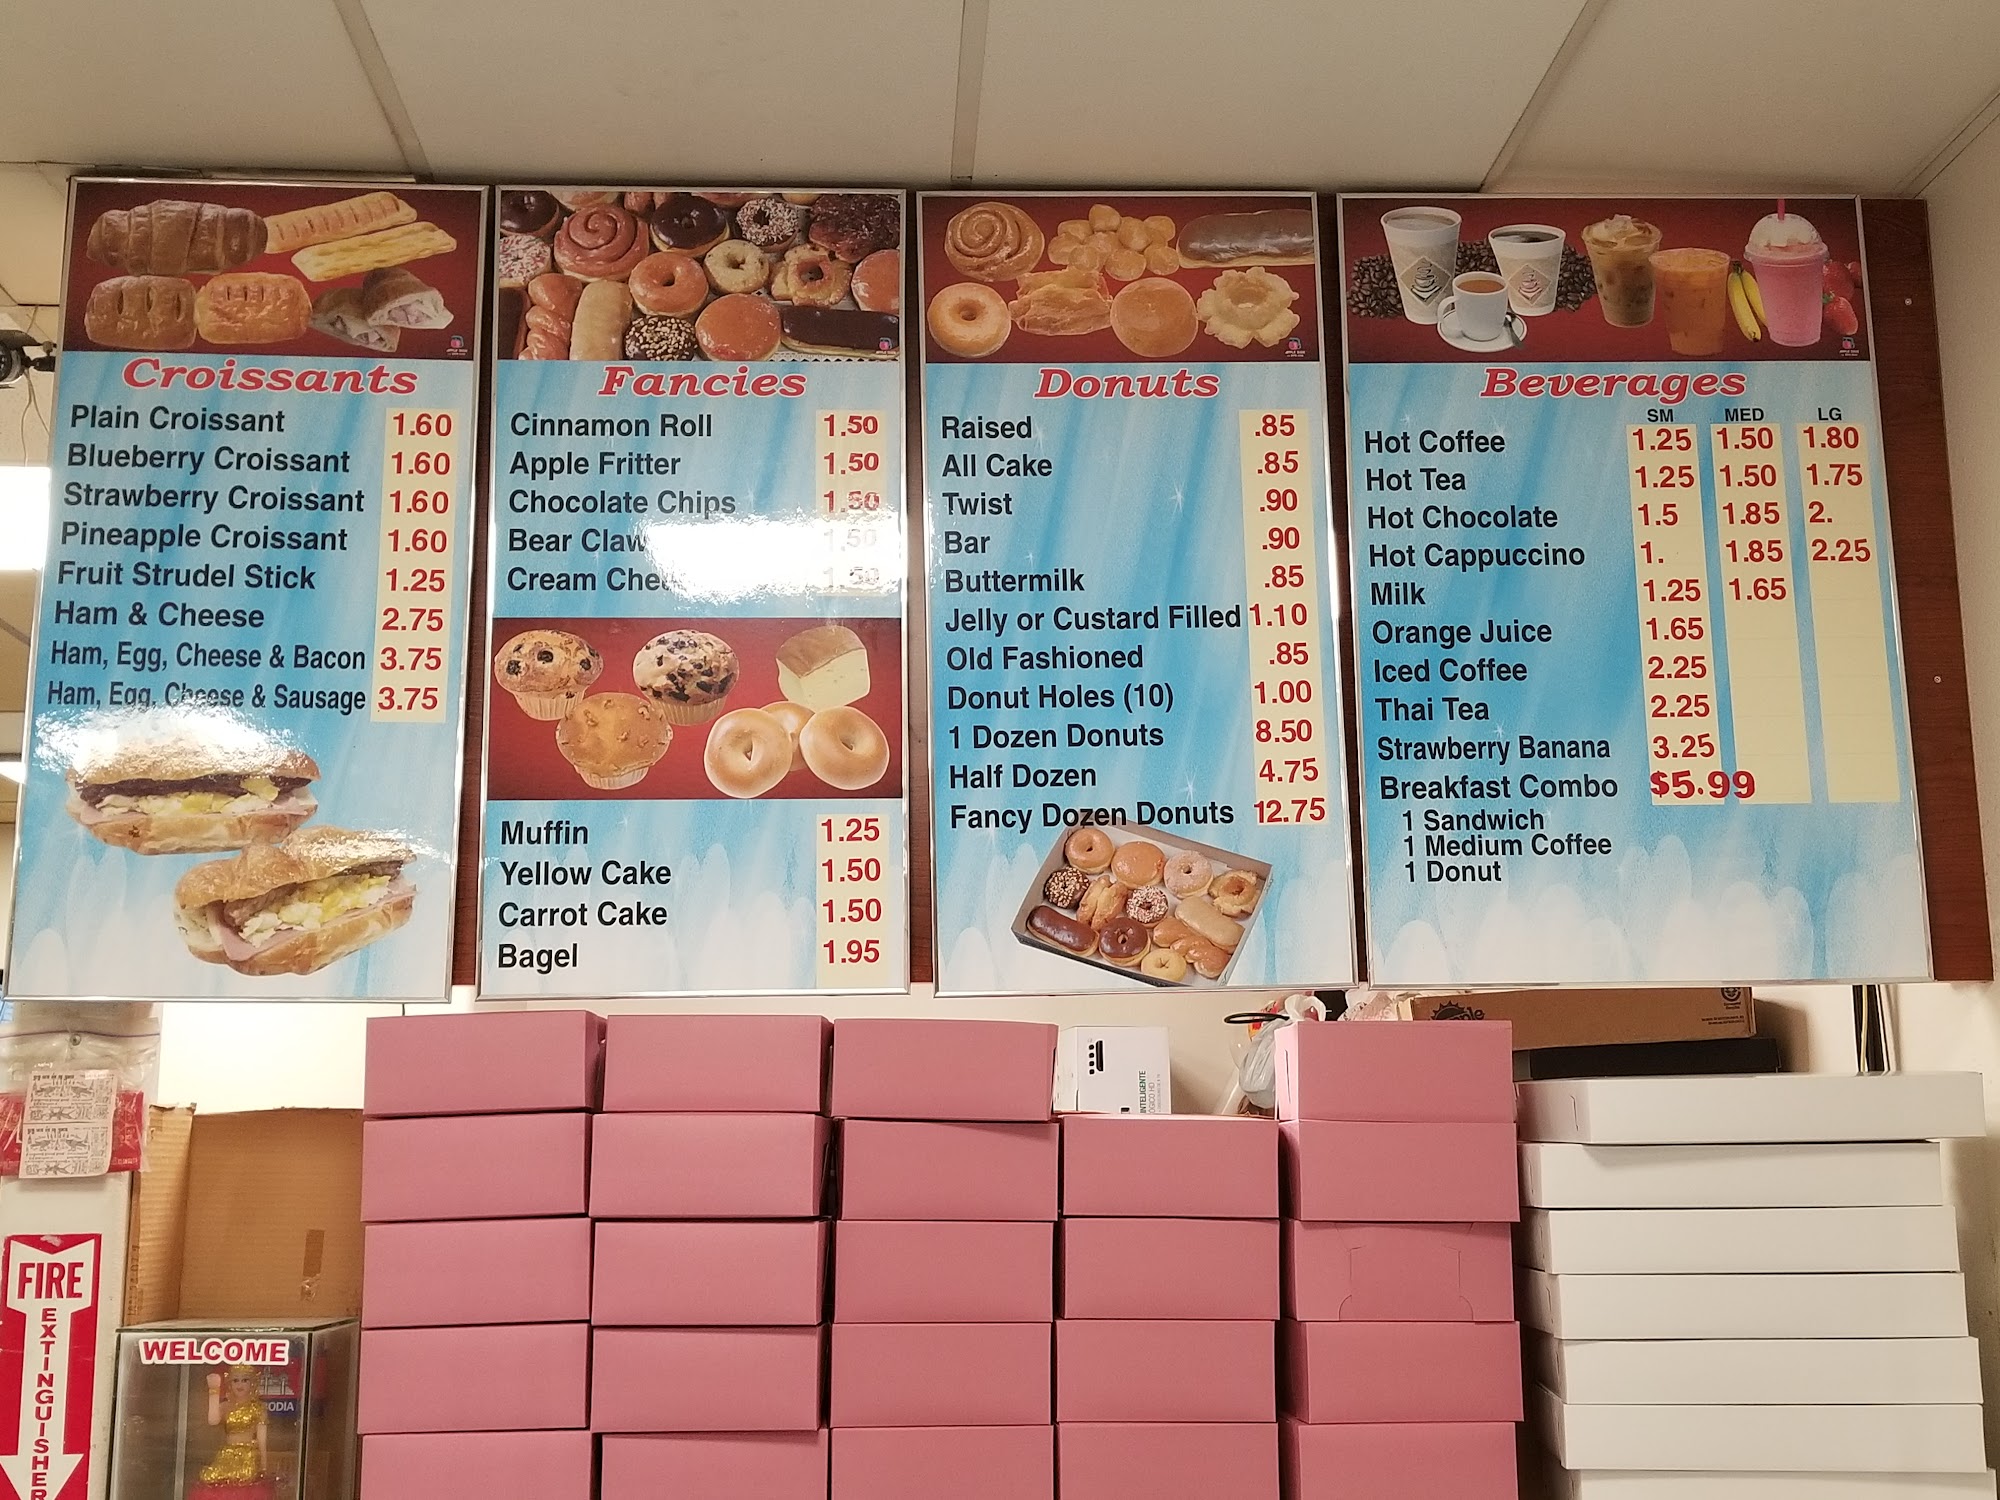 Croissants
Plain Croissant 1.60
Blueberry Croissant 1.60
Strawberry Croissant 1.60
Pineapple Croissant 1.60
Fruit Strudel Stick 1.25
Ham & Cheese 2.75
Ham, Egg, Cheese & Bacon 3.75
Ham, Egg, Cheese & Sausage 3.75
Fancies
Cinnamon Roll 1.50
Apple Fritter 1.50
Chocolate Chips 1.50
Bear Claw 1.50
Cream 1.50
Muffin 1.25
Yellow Cake 1.50
Carrot Cake 1.50
Bagel 1.95
Donuts
Raised .85
All Cake .85
Twist .90
Bar .90
Buttermilk .85
Jelly or Custard Filled 1.10
Old Fashioned .85
Donut Holes (10) 1.00
1 Dozen Donuts 8.50
Half Dozen 4.75
Fancy Dozen Donuts 12.75
Beverages
SM MED LG
Hot Coffee 1.25 1.50 1.80
Hot Tea 1.25 1.50 1.75
Hot Chocolate 1.5 1.85 2.
Hot Cappuccino 1. 1.85 2.25
Milk 1.25 1.65
Orange Juice 1.65
Iced Coffee 2.25
Thai Tea 2.25
Strawberry Banana 3.25
Breakfast Combo $5.99
1 Sandwich
1 Medium Coffee
1 Donut
INTELIGENTE
FIRE
EXTINGUISHER
WELCOME